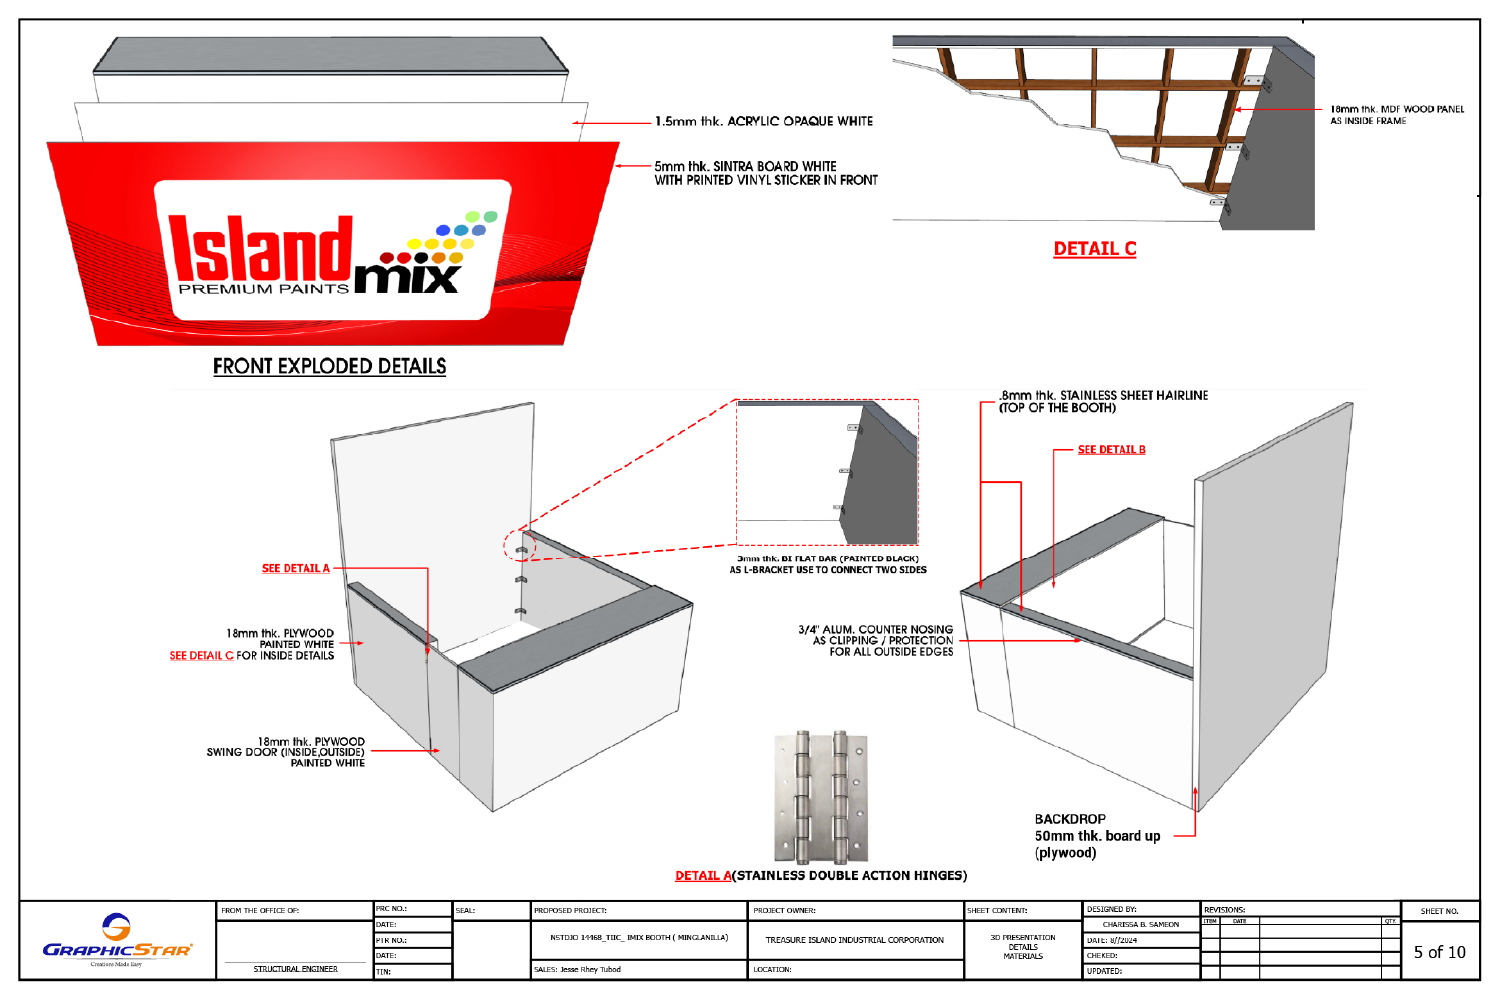 1.5mm thk. ACRYLIC OPAQUE WHITE
5mm thk. SINTRA BOARD WHITE
WITH PRINTED VINYL STICKER IN FRONT
Island
mix
PREMIUM PAINTS
FRONT EXPLODED DETAILS
18mm thk. MDF WOOD PANEL
AS INSIDE FRAME
DETAIL C
SEE DETAIL A
18mm thk. PLYWOOD
PAINTED WHITE
SEE DETAIL C FOR INSIDE DETAILS
18mm thk. PLYWOOD
SWING DOOR (INSIDE,OUTSIDE)
PAINTED WHITE
3mm thk. BI FLAT BAR (PAINTED BLACK)
AS L-BRACKET USE TO CONNECT TWO SIDES
.8mm thk. STAINLESS SHEET HAIRLINE
(TOP OF THE BOOTH)
SEE DETAIL B
3/4" ALUM. COUNTER NOSING
AS CLIPPING / PROTECTION
FOR ALL OUTSIDE EDGES
BACKDROP
50mm thk. board up
(plywood)
DETAIL A(STAINLESS DOUBLE ACTION HINGES)
GRAPHICSTAR
Creations Made Easy
FROM THE OFFICE OF:
STRUCTURAL ENGINEER
PRC NO.:
DATE:
PTR NO.:
DATE:
TIN:
SEAL:
PROPOSED PROJECT:
NSTDJO 14468_TIIC_ IMIX BOOTH ( MINGLANILLA)
SALES: Jesse Rhey Tubod
PROJECT OWNER:
TREASURE ISLAND INDUSTRIAL CORPORATION
LOCATION:
SHEET CONTENT:
3D PRESENTATION
DETAILS
MATERIALS
DESIGNED BY:
CHARISSA B. SAMEON
DATE: 8//2024
CHEKED:
UPDATED:
REVISIONS:
ITEM DATE QTY.
SHEET NO.
5 of 10